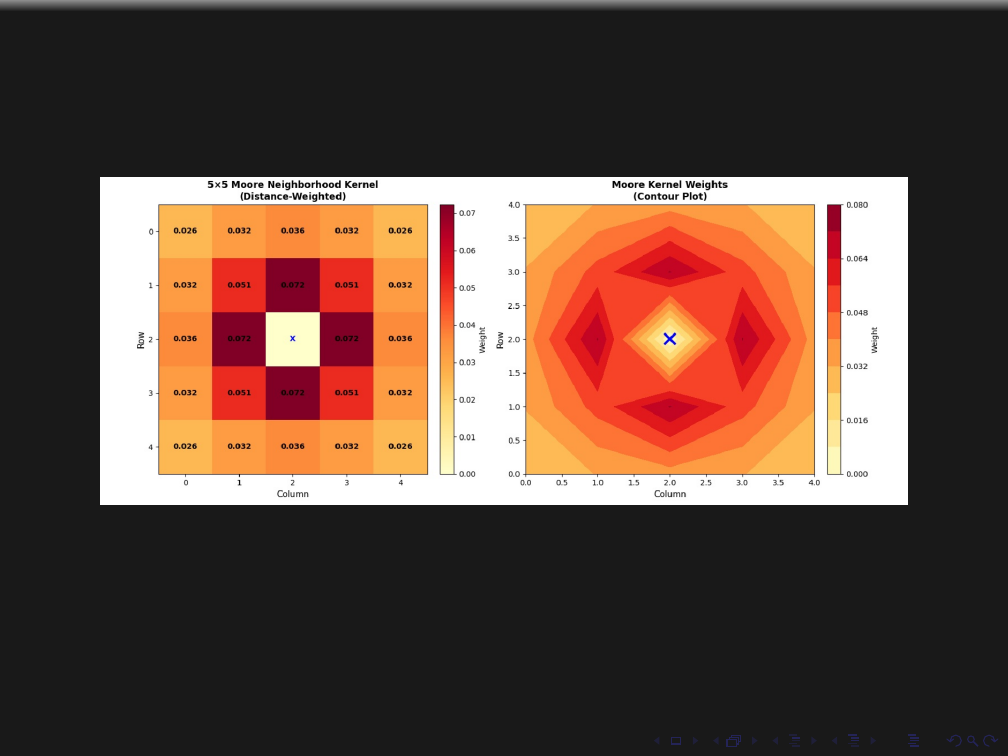 5×5 Moore Neighborhood Kernel
(Distance-Weighted)
0 0.026 0.032 0.036 0.032 0.026
1 0.032 0.051 0.072 0.051 0.032
2 0.036 0.072 x 0.072 0.036
3 0.032 0.051 0.072 0.051 0.032
4 0.026 0.032 0.036 0.032 0.026
0 1 2 3 4
Column
Row
0.07
0.06
0.05
0.04
0.03
0.02
0.01
0.00
Weight
Moore Kernel Weights
(Contour Plot)
4.0
3.5
3.0
2.5
2.0
1.5
1.0
0.5
0.0
Row
0.0 0.5 1.0 1.5 2.0 2.5 3.0 3.5 4.0
Column
0.080
0.064
0.048
0.032
0.016
0.000
Weight